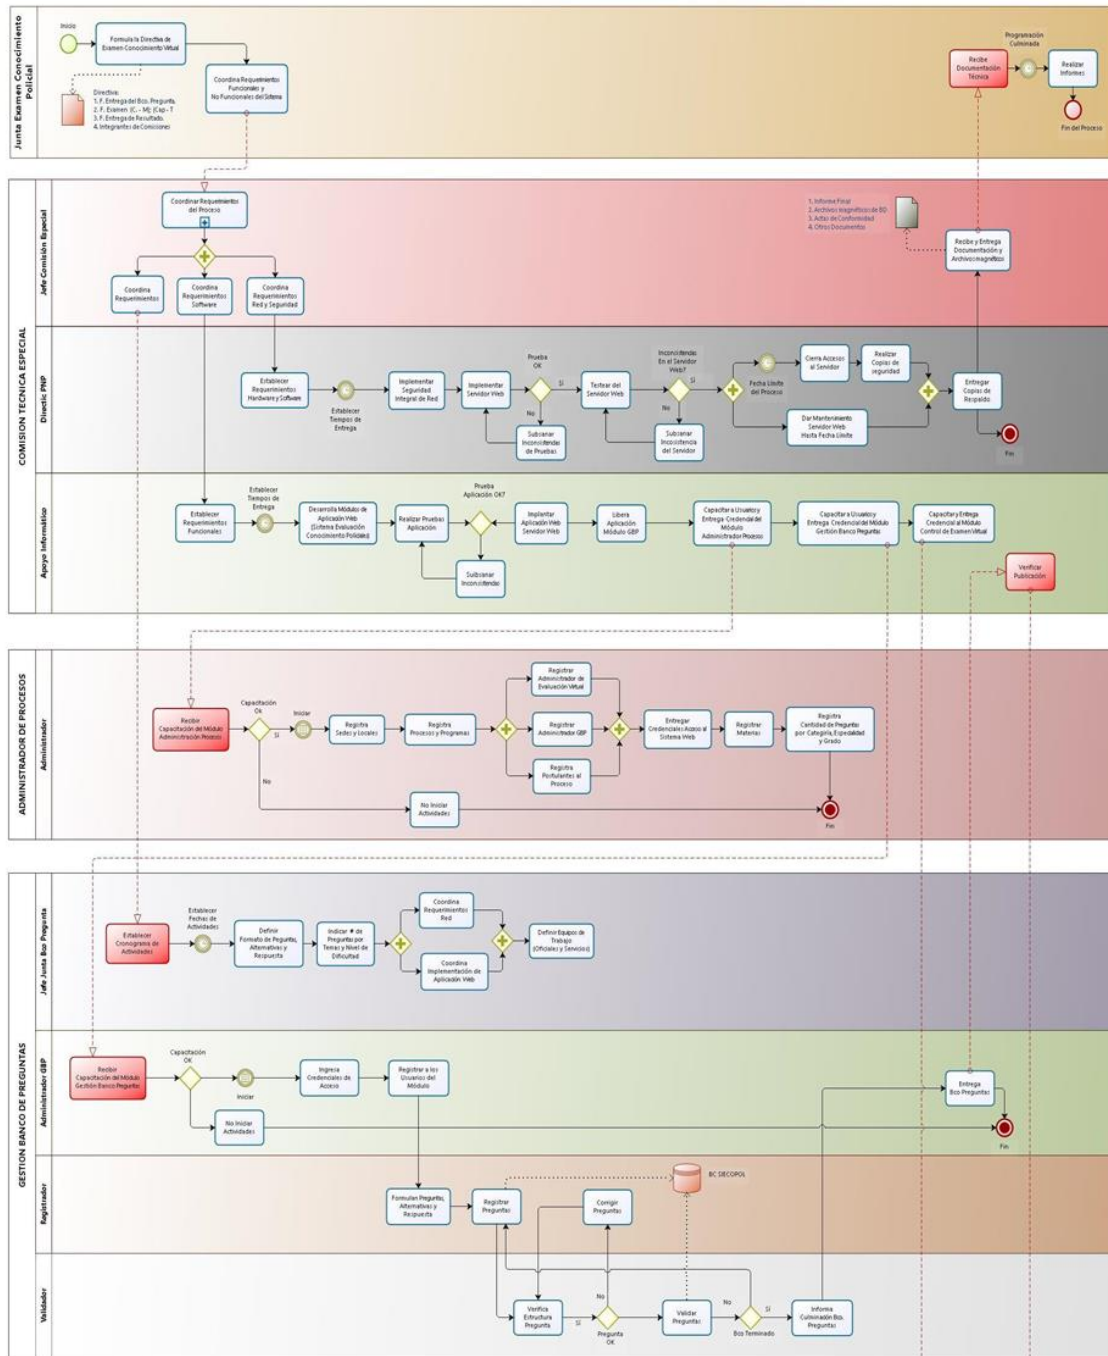 Junta Examen Conocimiento
Policial
Inicio
Formula la Directiva de
Examen Conocimiento Virtual
Directiva:
1. F. Entrega del Bco. Pregunta.
2. F. Examen (C. - M); (Cap - T
3. F. Entrega de Resultado.
4. Integrantes de Comisiones
Coordina Requerimientos
Funcionales y
No Funcionales del Sistema
Recibe
Documentación
Técnica
Programación
Culminada
Realizar
Informes
Fin del Proceso
COMISION TECNICA ESPECIAL
Jefe Comisión Especial
Coordinar Requerimientos
del Proceso
Coordina
Requerimientos
Coordina
Requerimientos
Software
Coordina
Requerimientos
Red y Seguridad
1. Informe Final
2. Archivos magnéticos de BD
3. Actas de Conformidad
4. Otros Documentos
Recibe y Entrega
Documentación y
Archivos magnéticos
Directic PNP
Establecer
Requerimientos
Hardware y Software
Establecer
Tiempos de
Entrega
Implementar
Seguridad
Integral de Red
Implementar
Servidor Web
Prueba
OK
Sí
No
Subsanar
Inconsistencias
de Pruebas
Testear del
Servidor Web
Inconsistencias
En el Servidor
Web?
Sí
No
Subsanar
Inconsistencia
del Servidor
Fecha Límite
del Proceso
Cierra Accesos
al Servidor
Realizar
Copias de
seguridad
Dar Mantenimiento
Servidor Web
Hasta Fecha Límite
Entregar
Copias de
Respaldo
Fin
Apoyo Informático
Establecer
Requerimientos
Funcionales
Establecer
Tiempos de
Entrega
Desarrolla Módulos de
Aplicación Web
(Sistema Evaluación
Conocimiento Policiales)
Realizar Pruebas
Aplicación
Prueba
Aplicación OK?
Suibsanar
Inconsistencias
Implantar
Aplicación Web
Servidor Web
Libera
Aplicación
Módulo GBP
Capacitar a Usuarios y
Entrega Credencial del
Módulo
Administrador Procesos
Capacitar a Usuarios y
Entrega Credencial del Módulo
Gestión Banco Preguntas
Capacitar y Entrega
Credencial al Módulo
Control de Examen Virtual
Verificar
Publicación
ADMINISTRADOR DE PROCESOS
Administrador
Recibir
Capacitación del Módulo
Administración Procesos
Capacitación
Ok
Sí
No
Iniciar
Registra
Sedes y Locales
Registra
Procesos y Programas
Registrar
Administrador de
Evaluación Virtual
Registrar
Administrador GBP
Registra
Postulantes al
Proceso
Entregar
Credenciales Acceso al
Sistema Web
Registrar
Materias
Registra
Cantidad de Preguntas
por Categiría, Especialidad
y Grado
No Iniciar
Actividades
Fin
GESTION BANCO DE PREGUNTAS
Jefe Junta Bco Pregunta
Establecer
Cronograma de
Actividades
Establecer
Fechas de
Actividades
Definir
Formato de Pregunta,
Alternativas y
Respuesta
Indicar # de
Preguntas por
Temas y Nivel de
Dificultad
Coordina
Requerimientos
Red
Coordina
Implementación de
Aplicación Web
Definir Equipos de
Trabajo
(Oficiales y Servicios)
Administrador GBP
Recibir
Capacitación del Módulo
Gestión Banco Preguntas
Capacitación
OK
Iniciar
Ingresa
Credenciales de
Acceso
Registrar a los
Usuarios del
Módulo
No Iniciar
Actividades
Entrega
Bco Preguntas
Fin
Registrador
Formulan Preguntas,
Alternativas y
Respuesta
Registrar
Preguntas
Corrigir
Preguntas
BC SIECOPOL
Validador
Verifica
Estructura
Pregunta
Sí
No
Pregunta
OK
Validar
Preguntas
No
Sí
Bco Terminado
Informa
Culminación Bco.
Preguntas